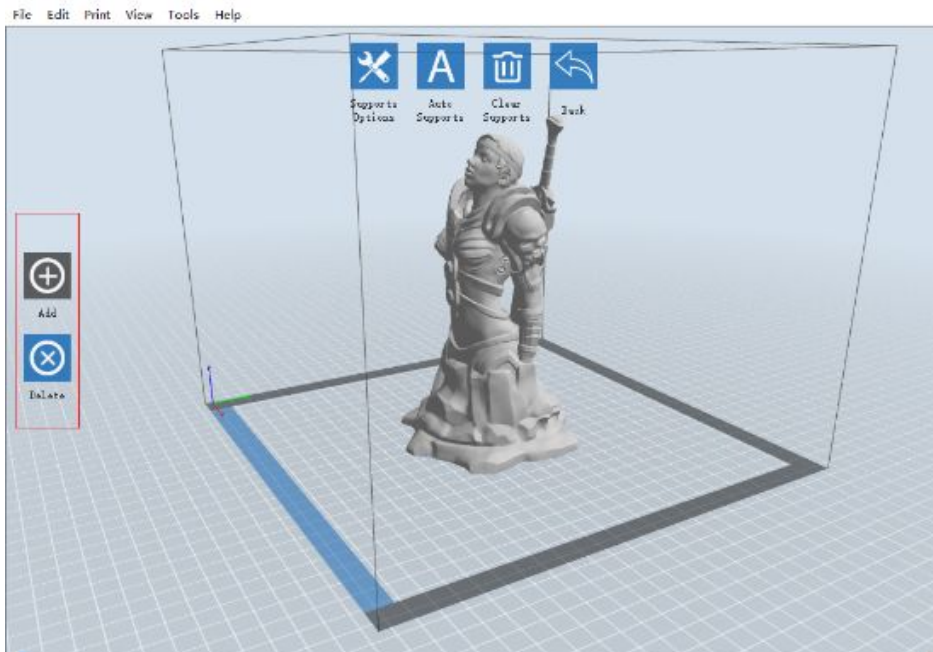 File Edit Print View Tools Help
A
Supports Options
Auto Supports
Clear Supports
Back
Add
Delete